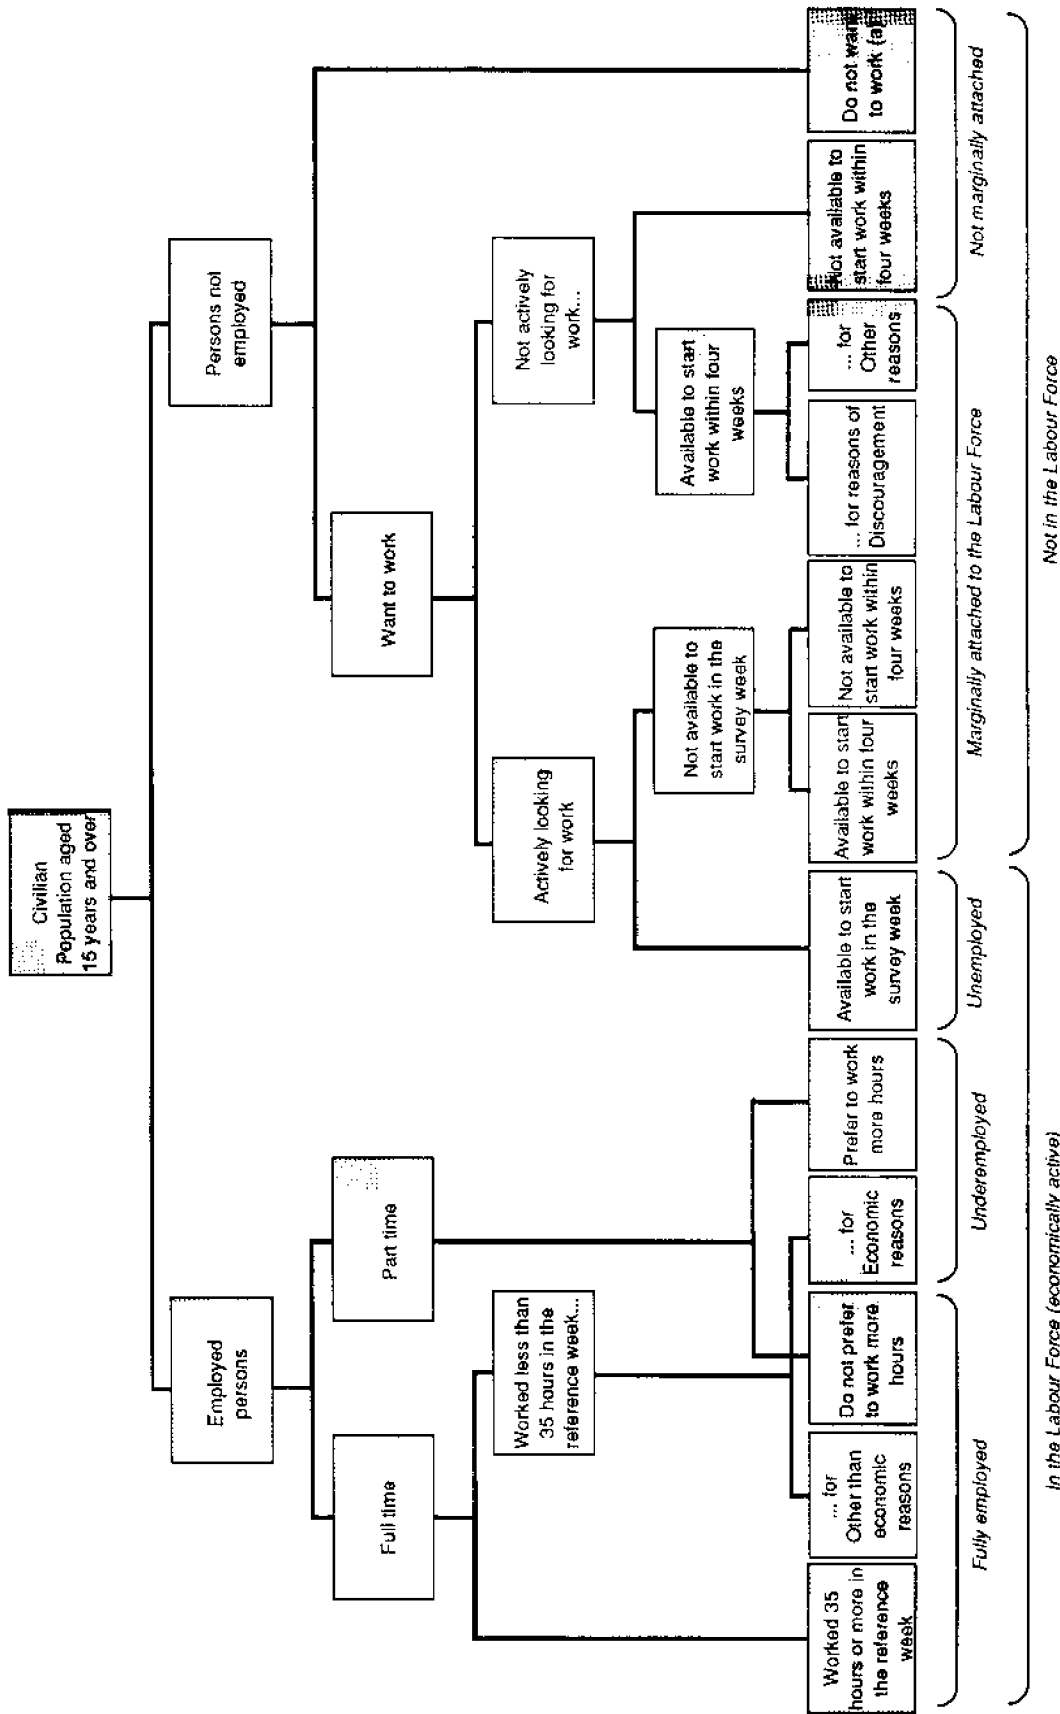 Civilian
Population aged
15 years and over
Employed
persons
Persons not
employed
Full time
Part time
Want to work
Worked less than
35 hours in the
reference week...
Actively looking
for work
Not actively
looking for
work...
Not available to
start work in the
survey week
Available to start
work within four
weeks
Worked 35
hours or more in
the reference
week
... for
Other than
economic
reasons
Do not prefer
to work more
hours
... for
Economic
reasons
Prefer to work
more hours
Available to start
work in the
survey week
Available to start
work within four
weeks
Not available to
start work within
four weeks
... for reasons of
Discouragement
... for
Other
reasons
Not available to
start work within
four weeks
Do not want
to work (a)
Fully employed
Underemployed
Unemployed
Marginally attached to the Labour Force
Not marginally attached
In the Labour Force (economically active)
Not in the Labour Force